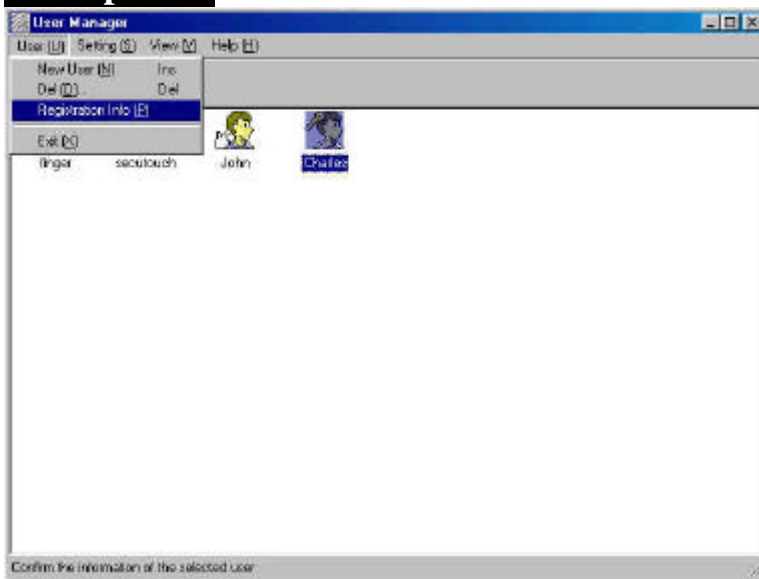 User Manager
User (U) Setting (S) View (V) Help (H)
New User (N) Ins
Del (D)... Del
Registration Info (P)
Exit (X)
finger secutouch John Charles
Confirm the information of the selected user